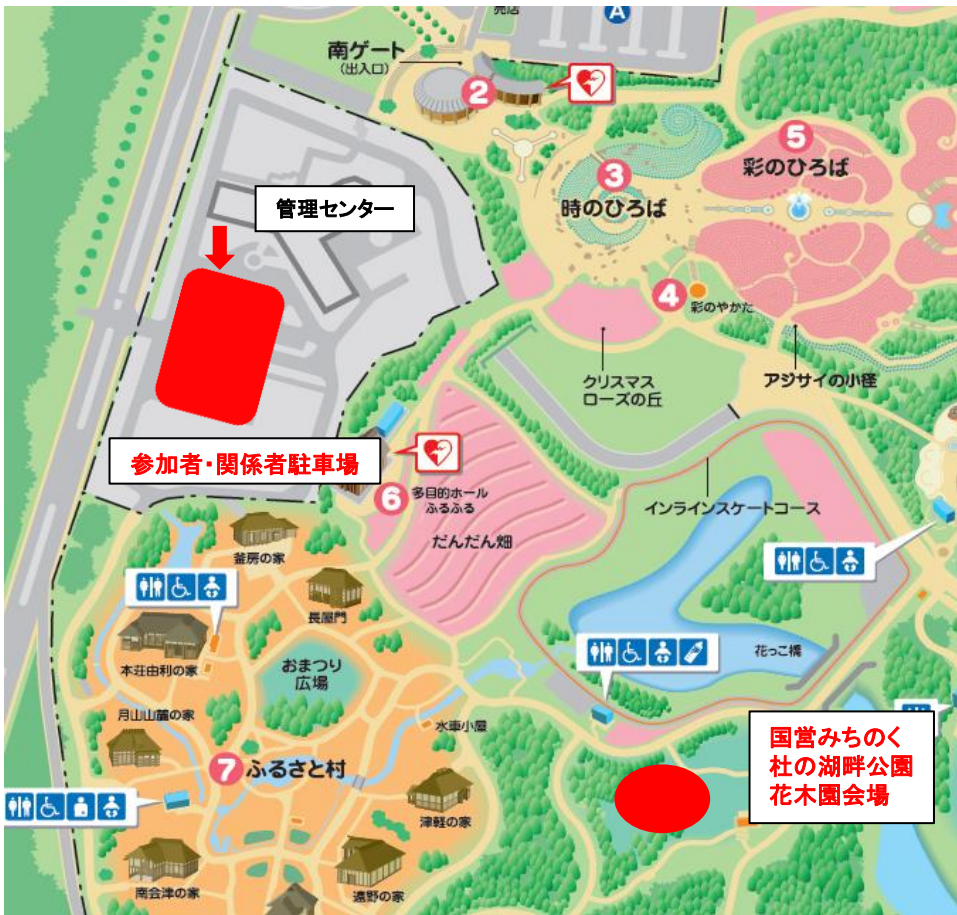 売店
A
南ゲート
(出入口)
2
5
彩のひろば
3
時のひろば
管理センター
4
彩のやかた
クリスマス
ローズの丘
アジサイの小径
参加者・関係者駐車場
6
多目的ホール
ふるふる
インラインスケートコース
だんだん畑
釜房の家
長屋門
本荘由利の家
おまつり
広場
花っこ橋
月山山麓の家
水車小屋
国営みちのく
杜の湖畔公園
花木園会場
7
ふるさと村
津軽の家
南会津の家
遠野の家